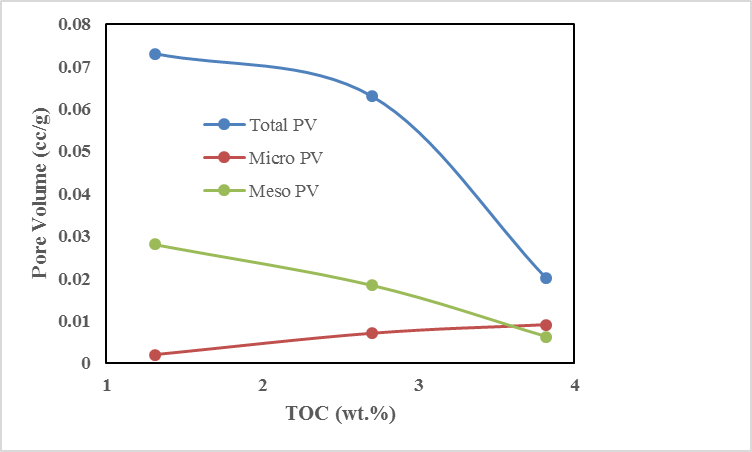 0.08
0.07
0.06
0.05
0.04
0.03
0.02
0.01
0
Pore Volume (cc/g)
Total PV
Micro PV
Meso PV
1 2 3 4
TOC (wt.%)